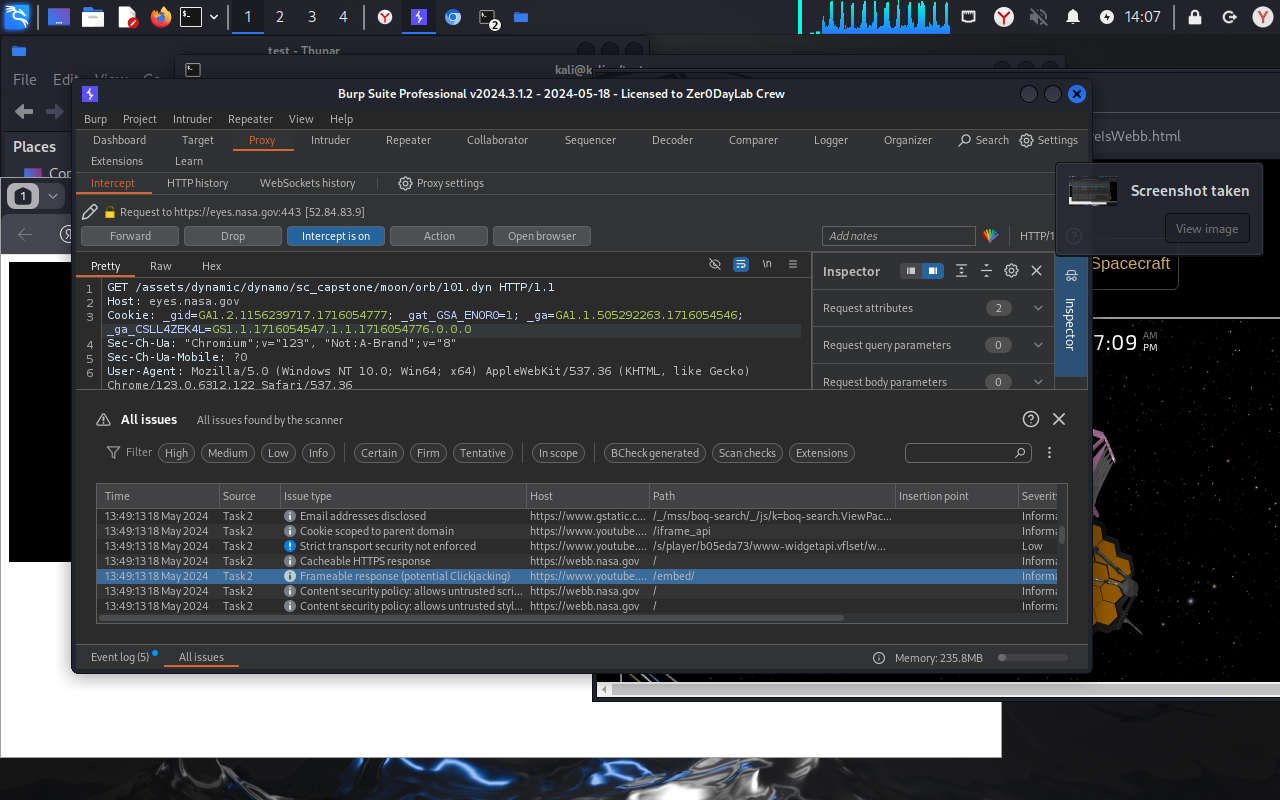 1 2 3 4
2
14:07
test - Thunar
File Edit View Go
kali@k
Places
1
reIsWebb.html
Burp Suite Professional v2024.3.1.2 - 2024-05-18 - Licensed to Zer0DayLab Crew
Burp Project Intruder Repeater View Help
Dashboard Target Proxy Intruder Repeater Collaborator Sequencer Decoder Comparer Logger Organizer Search Settings
Extensions Learn
Intercept HTTP history WebSockets history Proxy settings
Screenshot taken
View image
Request to https://eyes.nasa.gov:443 [52.84.83.9]
Forward Drop Intercept is on Action Open browser Add notes HTTP/1
Spacecraft
Pretty Raw Hex \n
Inspector
Inspector
1 GET /assets/dynamic/dynamo/sc_capstone/moon/orb/101.dyn HTTP/1.1
2 Host: eyes.nasa.gov
3 Cookie: _gid=GA1.2.1156239717.1716054777; _gat_GSA_ENOR0=1; _ga=GA1.1.505292263.1716054546;
_ga_CSLL4ZEK4L=GS1.1.1716054547.1.1.1716054776.0.0.0
4 Sec-Ch-Ua: "Chromium";v="123", "Not:A-Brand";v="8"
5 Sec-Ch-Ua-Mobile: ?0
6 User-Agent: Mozilla/5.0 (Windows NT 10.0; Win64; x64) AppleWebKit/537.36 (KHTML, like Gecko)
Chrome/123.0.6312.122 Safari/537.36
Request attributes 2
Request query parameters 0
Request body parameters 0
7:09 AM
PM
All issues All issues found by the scanner
Filter High Medium Low Info Certain Firm Tentative In scope BCheck generated Scan checks Extensions
Time Source Issue type Host Path Insertion point Severit
13:49:13 18 May 2024 Task 2 Email addresses disclosed https://www.gstatic.c... /_/mss/boq-search/_/js/k=boq-search.ViewPac... Informa
13:49:13 18 May 2024 Task 2 Cookie scoped to parent domain https://www.youtube.... /iframe_api Informa
13:49:13 18 May 2024 Task 2 Strict transport security not enforced https://www.youtube.... /s/player/b05eda73/www-widgetapi.vflset/w... Low
13:49:13 18 May 2024 Task 2 Cacheable HTTPS response https://webb.nasa.gov / Informa
13:49:13 18 May 2024 Task 2 Frameable response (potential Clickjacking) https://www.youtube.... /embed/ Informa
13:49:13 18 May 2024 Task 2 Content security policy: allows untrusted scri... https://webb.nasa.gov / Informa
13:49:13 18 May 2024 Task 2 Content security policy: allows untrusted styl... https://webb.nasa.gov / Informa
Event log (5) All issues Memory: 235.8MB